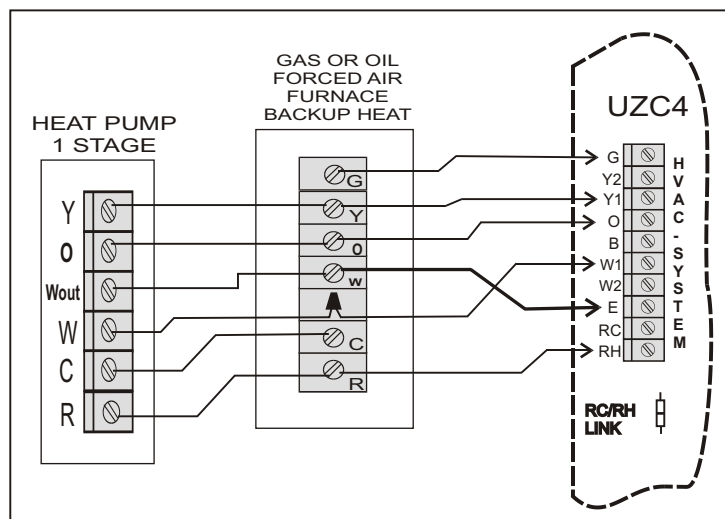 GAS OR OIL
FORCED AIR
FURNACE
BACKUP HEAT
HEAT PUMP
1 STAGE
Y
O
Wout
W
C
R
G
Y
O
W
C
R
UZC4
G
Y2
Y1
O
B
W1
W2
E
RC
RH
HVAC-SYSTEM
RC/RH
LINK